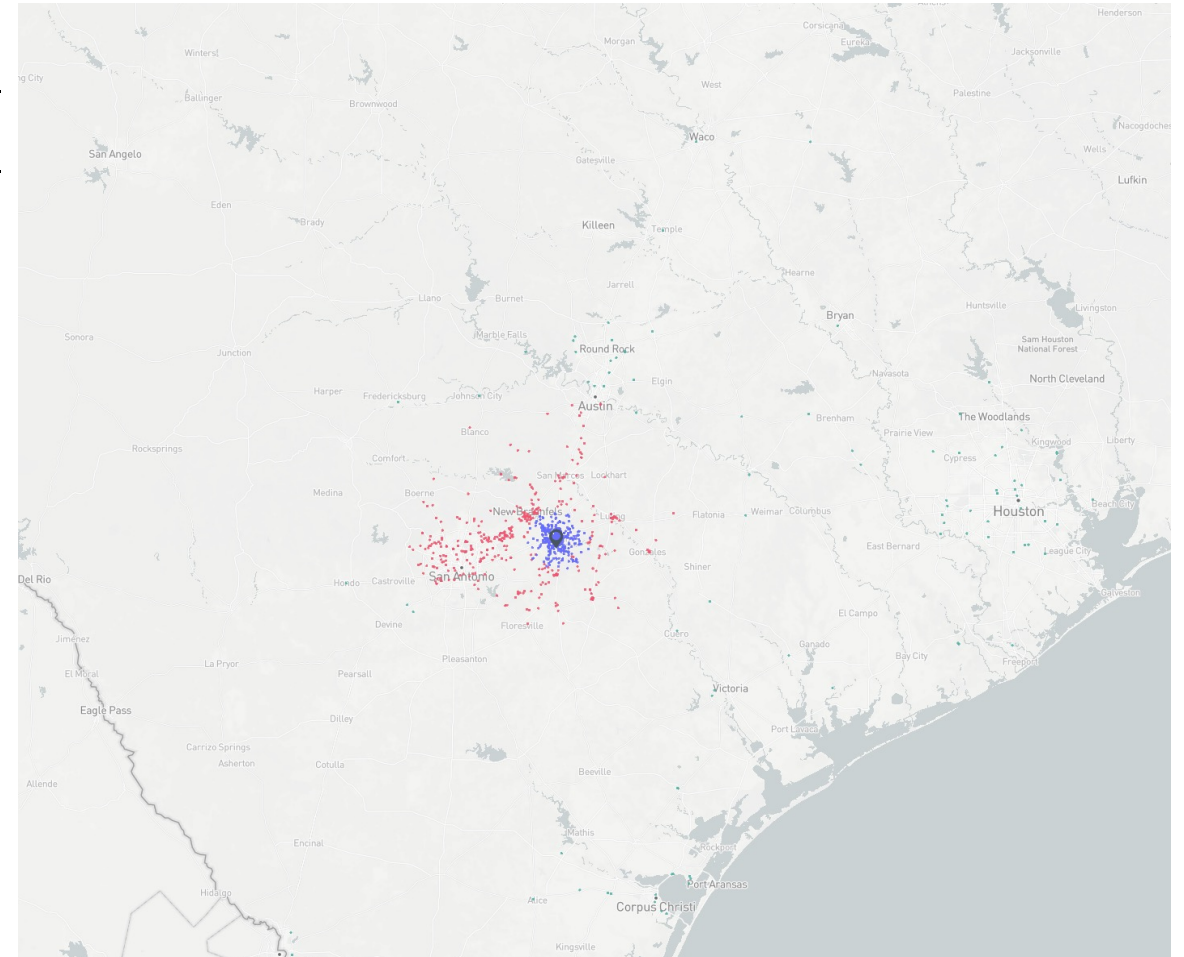 Athens
Henderson
Corsicana
Morgan
Eureka
Jacksonville
Winters
ng City
West
Palestine
Ballinger
Brownwood
Nacogdoches
Waco
Wells
San Angelo
Gatesville
Lufkin
Eden
Brady
Killeen
Temple
Hearne
Jarrell
Llano
Burnet
Huntsville
Livingston
Bryan
Sonora
Marble Falls
Sam Houston
National Forest
Junction
Round Rock
Navasota
North Cleveland
Elgin
Harper
Fredericksburg
Johnson City
Austin
Brenham
The Woodlands
Blanco
Prairie View
Kingwood
Liberty
Rocksprings
Comfort
Cypress
San Marcos
Lockhart
Medina
Boerne
Beach City
New Braunfels
Luling
Flatonia
Weimar
Columbus
Houston
East Bernard
League City
Gonzales
Shiner
Del Rio
Hondo
Castroville
San Antonio
Galveston
El Campo
Devine
Floresville
Cuero
Jiménez
Ganado
Bay City
Freeport
La Pryor
Pleasanton
El Moral
Pearsall
Victoria
Eagle Pass
Dilley
Port Lavaca
Carrizo Springs
Asherton
Cotulla
Beeville
Allende
Mathis
Encinal
Rockport
Hidalgo
Port Aransas
Alice
Corpus Christi
Kingsville